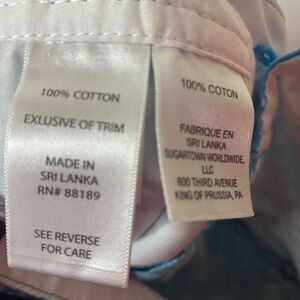 100% COTTON
EXCLUSIVE OF TRIM
MADE IN
SRI LANKA
RN# 88189
SEE REVERSE
FOR CARE
100% COTON
FABRIQUE EN
SRI LANKA
SUGARTOWN WORLDWIDE,
LLC
800 THIRD AVENUE
KING OF PRUSSIA, PA